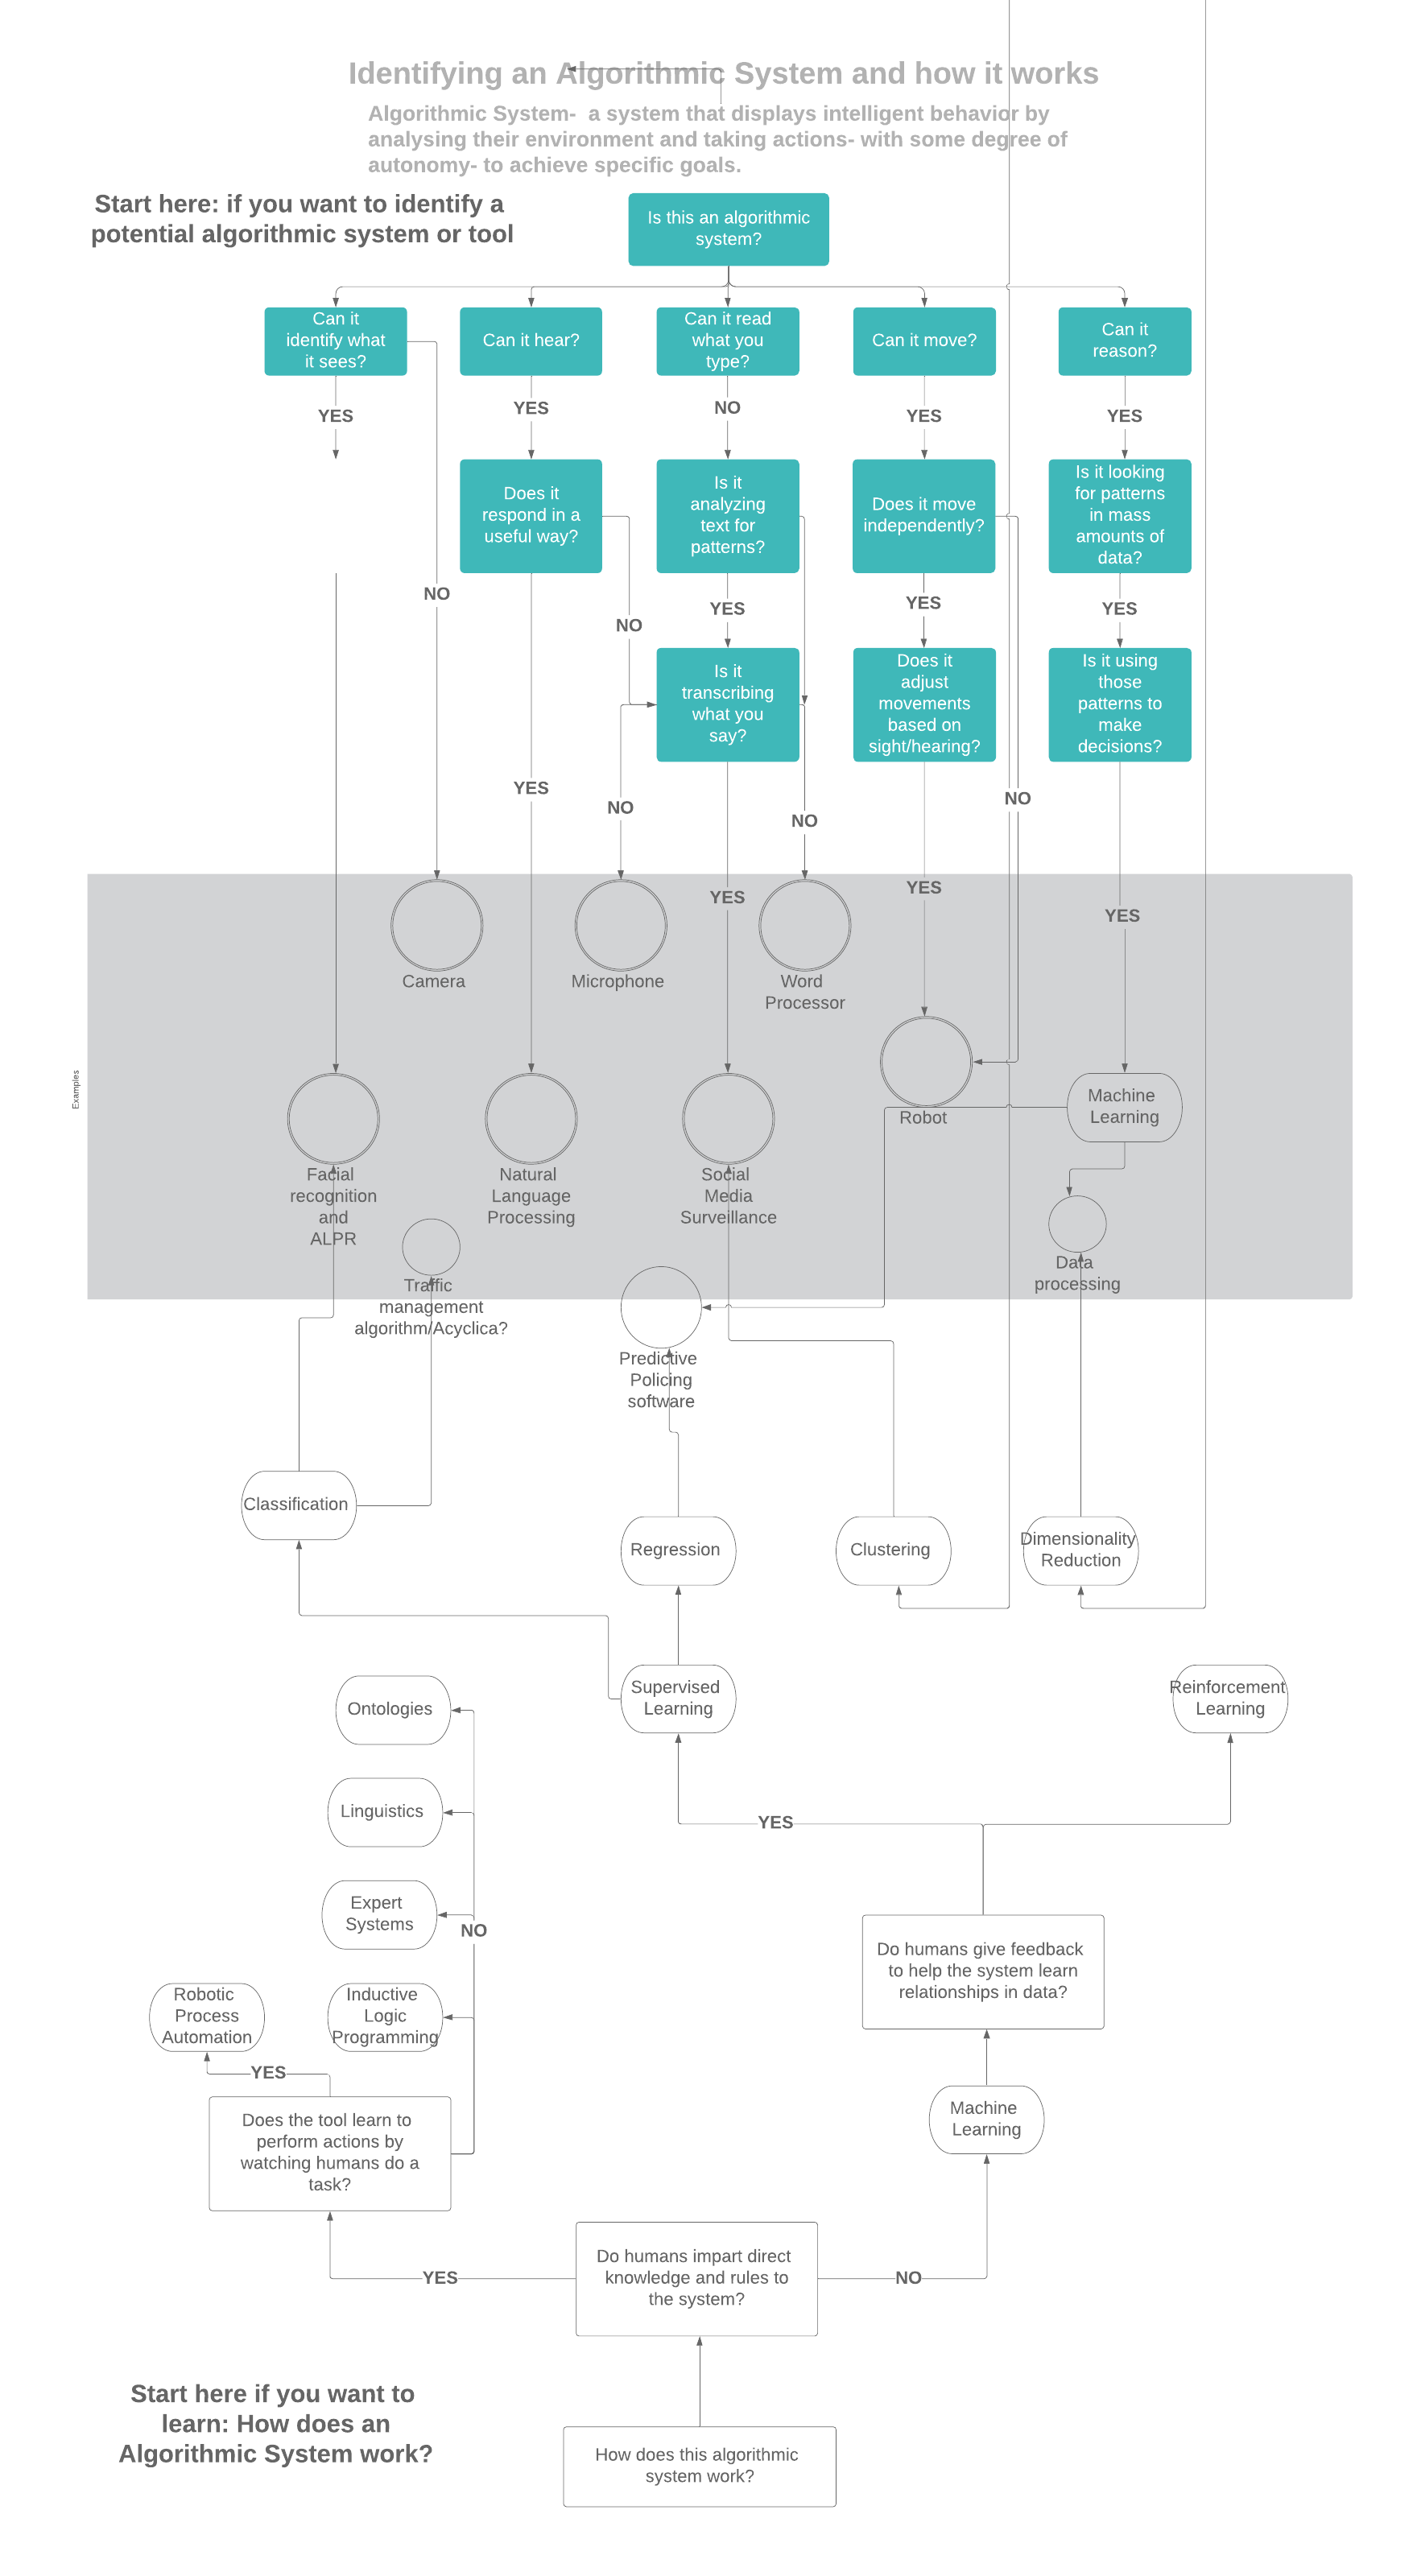 Identifying an Algorithmic System and how it works
Algorithmic System-  a system that displays intelligent behavior by
analysing their environment and taking actions- with some degree of
autonomy- to achieve specific goals.
Start here: if you want to identify a
potential algorithmic system or tool
Is this an algorithmic
system?
Can it
identify what
it sees?
Can it hear?
Can it read
what you
type?
Can it move?
Can it
reason?
YES
YES
NO
YES
YES
Does it
respond in a
useful way?
Is it
analyzing
text for
patterns?
Does it move
independently?
Is it looking
for patterns
in mass
amounts of
data?
NO
NO
YES
YES
YES
Is it
transcribing
what you
say?
Does it
adjust
movements
based on
sight/hearing?
Is it using
those
patterns to
make
decisions?
YES
NO
NO
NO
YES
YES
YES
Examples
Camera
Microphone
Word
Processor
Robot
Machine
Learning
Facial
recognition
and
ALPR
Natural
Language
Processing
Social
Media
Surveillance
Traffic
management
algorithm/Acyclica?
Data
processing
Predictive
Policing
software
Classification
Regression
Clustering
Dimensionality
Reduction
Ontologies
Supervised
Learning
Reinforcement
Learning
Linguistics
YES
Expert
Systems
NO
Do humans give feedback
to help the system learn
relationships in data?
Robotic
Process
Automation
Inductive
Logic
Programming
YES
Does the tool learn to
perform actions by
watching humans do a
task?
Machine
Learning
Do humans impart direct
knowledge and rules to
the system?
YES
NO
Start here if you want to
learn: How does an
Algorithmic System work?
How does this algorithmic
system work?